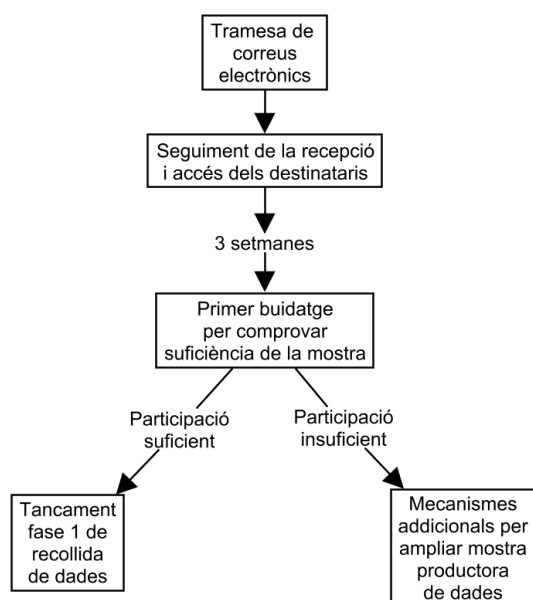 Tramesa de
correus
electrònics
Seguiment de la recepció
i accés dels destinataris
3 setmanes
Primer buidatge
per comprovar
suficiència de la mostra
Participació
suficient
Participació
insuficient
Tancament
fase 1 de
recollida
de dades
Mecanismes
addicionals per
ampliar mostra
productora
de dades